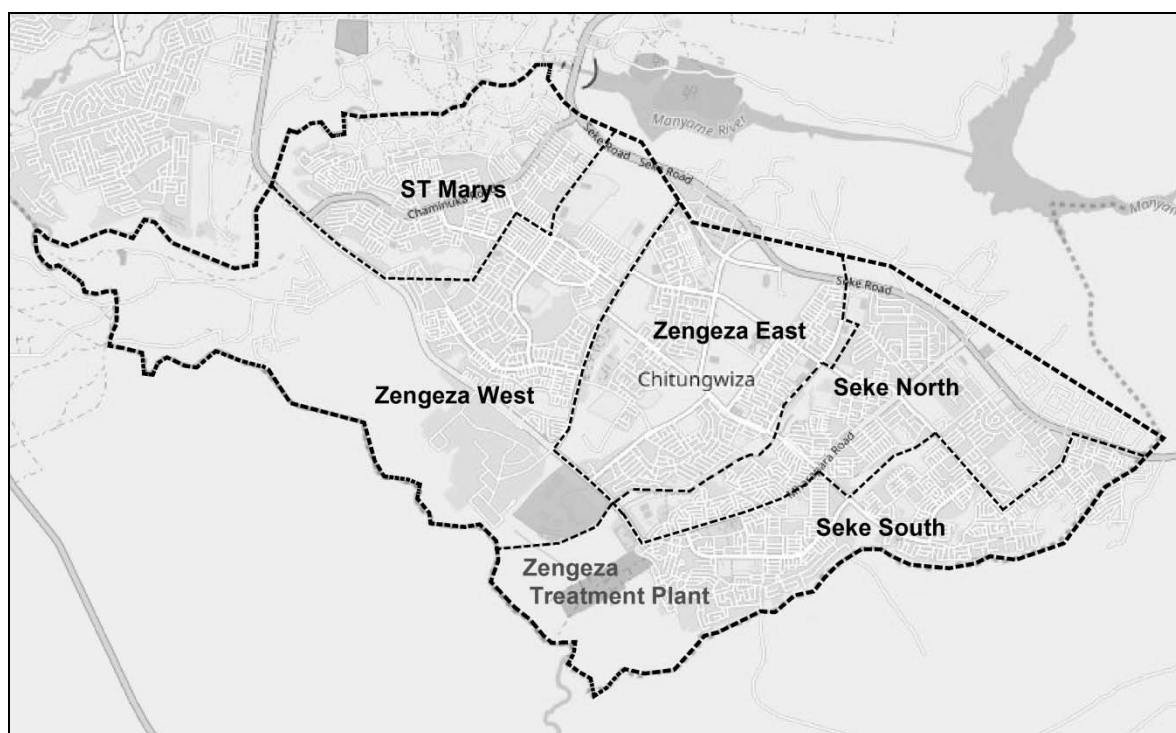 Manyame River
Seke Road
Seke Road
ST Marys
Manyame
Seke Road
Zengeza East
Chitungwiza
Seke North
Zengeza West
Seke South
Zengeza
Treatment Plant